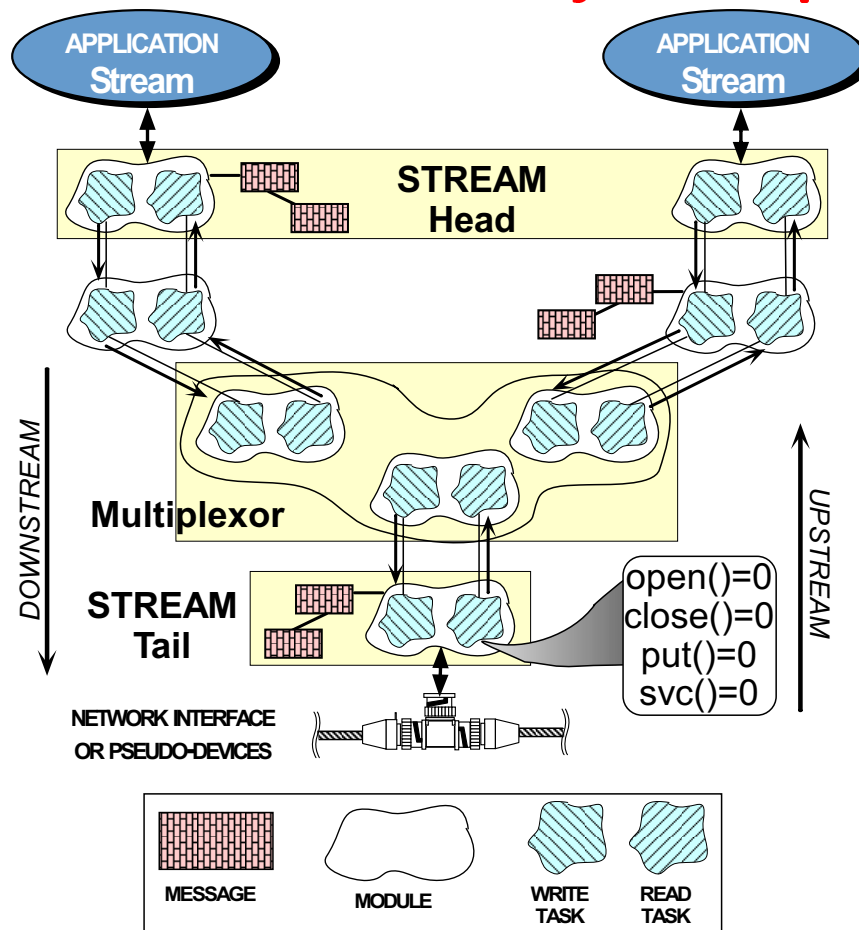 APPLICATION
Stream
APPLICATION
Stream
STREAM
Head
DOWNSTREAM
Multiplexor
UPSTREAM
STREAM
Tail
open()=0
close()=0
put()=0
svc()=0
NETWORK INTERFACE
OR PSEUDO-DEVICES
MESSAGE
MODULE
WRITE
TASK
READ
TASK